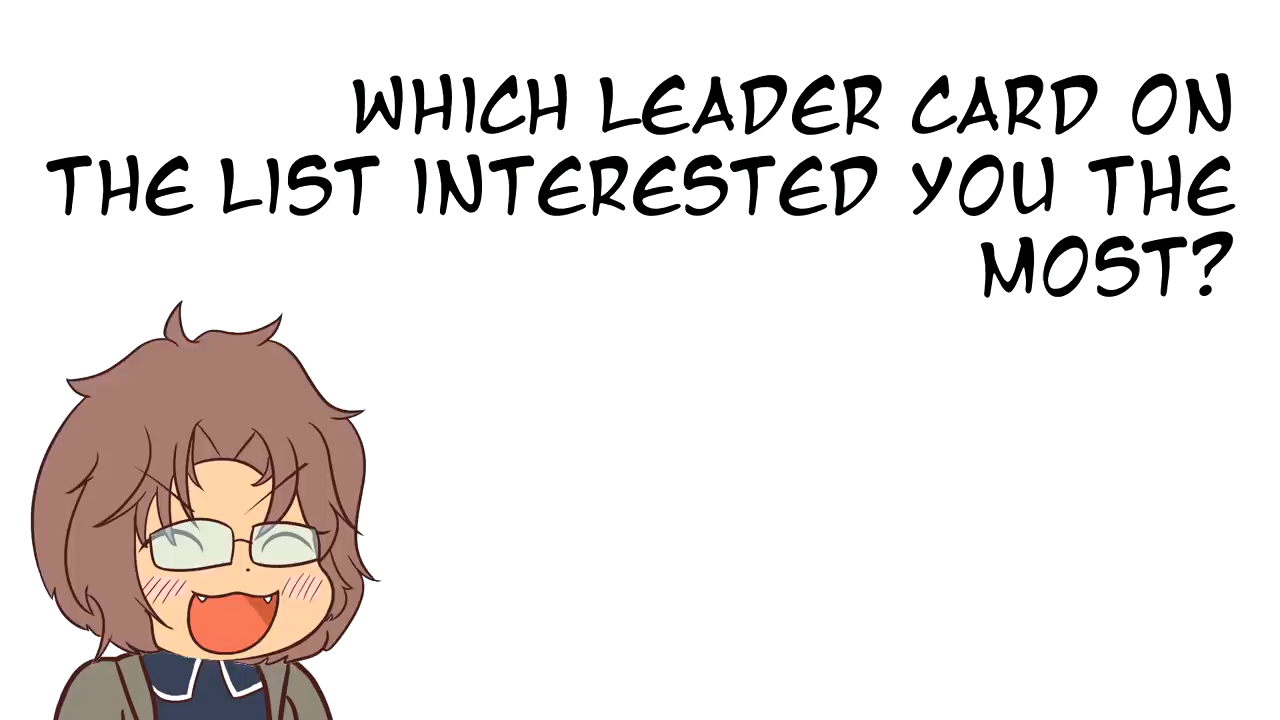 WHICH LEADER CARD ON
THE LIST INTERESTED YOU THE
MOST?